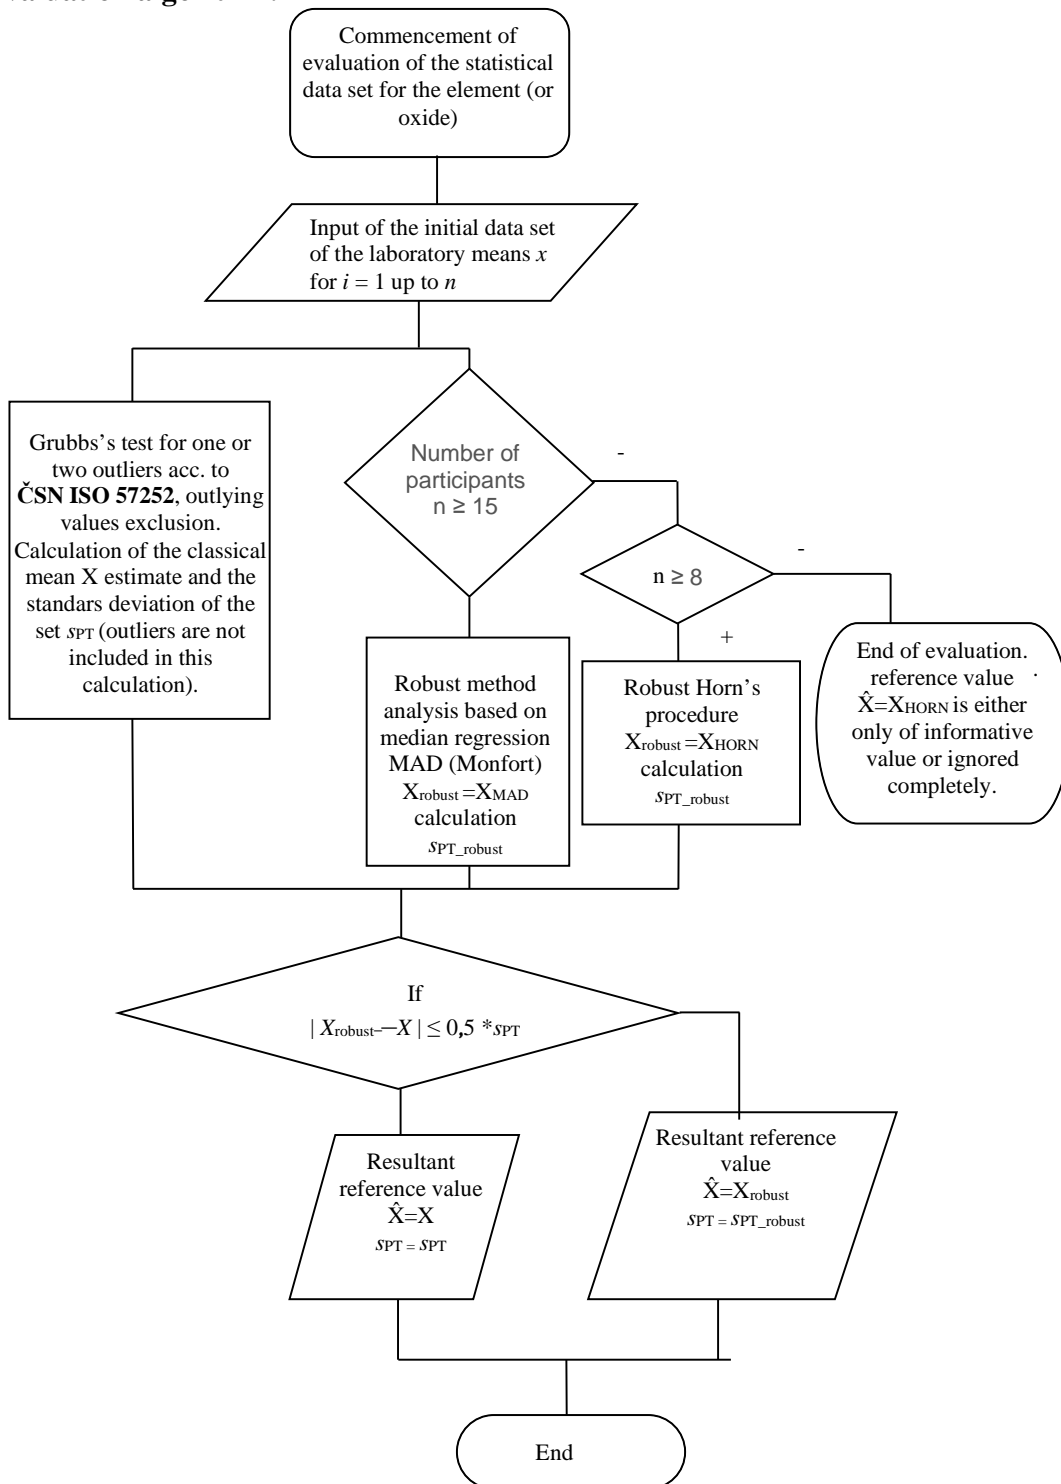 Commencement of
evaluation of the statistical
data set for the element (or
oxide)
Input of the initial data set
of the laboratory means x
for i = 1 up to n
Grubbs's test for one or
two outliers acc. to
ČSN ISO 57252, outlying
values exclusion.
Calculation of the classical
mean X estimate and the
standars deviation of the
set sPT (outliers are not
included in this
calculation).
Number of
participants
n ≥ 15
-
n ≥ 8
-
+
Robust method
analysis based on
median regression
MAD (Monfort)
Xrobust =XMAD
calculation
sPT_robust
Robust Horn's
procedure
Xrobust =XHORN
calculation
sPT_robust
End of evaluation.
reference value
X̂=XHORN is either
only of informative
value or ignored
completely.
If
| Xrobust-–X | ≤ 0,5 *sPT
Resultant
reference value
X̂=X
sPT = sPT
Resultant reference
value
X̂=Xrobust
sPT = sPT_robust
End